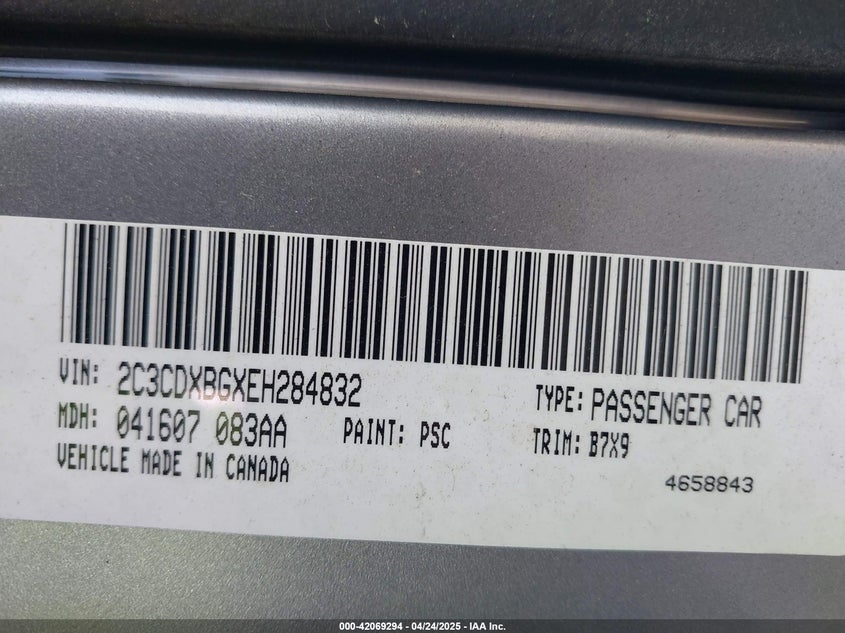 VIN: 2C3CDXBGXEH284832
TYPE: PASSENGER CAR
MDH: 041607 083AA
PAINT: PSC
TRIM: B7X9
VEHICLE MADE IN CANADA
4658843
000-42069294 - 04/24/2025 - IAA Inc.